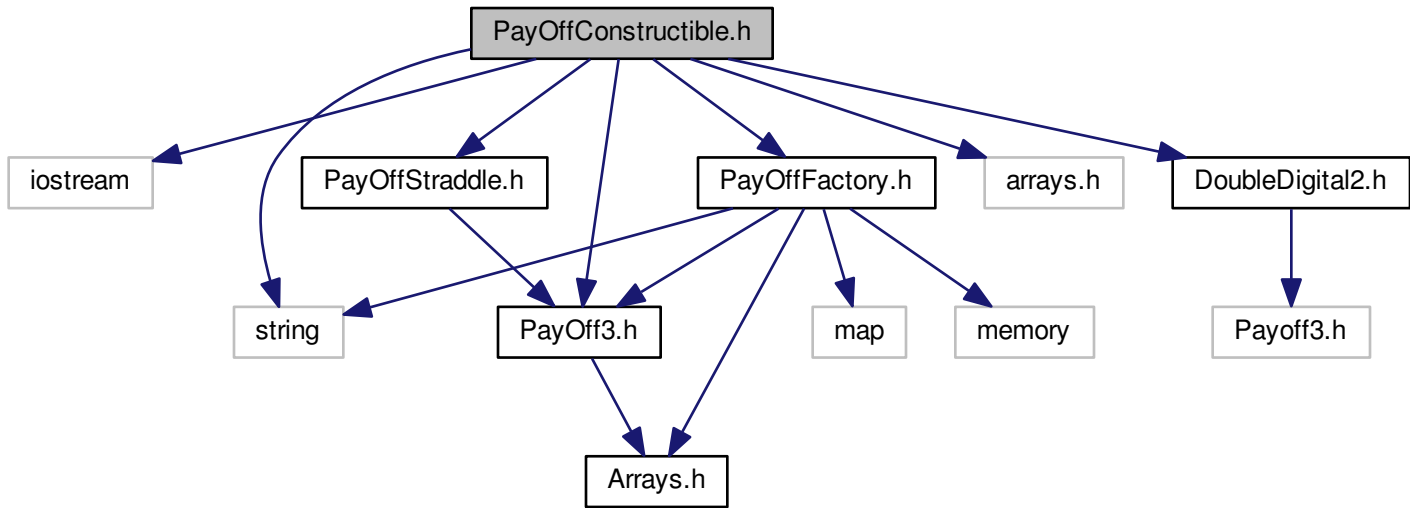 PayOffConstructible.h
iostream
PayOffStraddle.h
PayOffFactory.h
arrays.h
DoubleDigital2.h
string
PayOff3.h
map
memory
Payoff3.h
Arrays.h